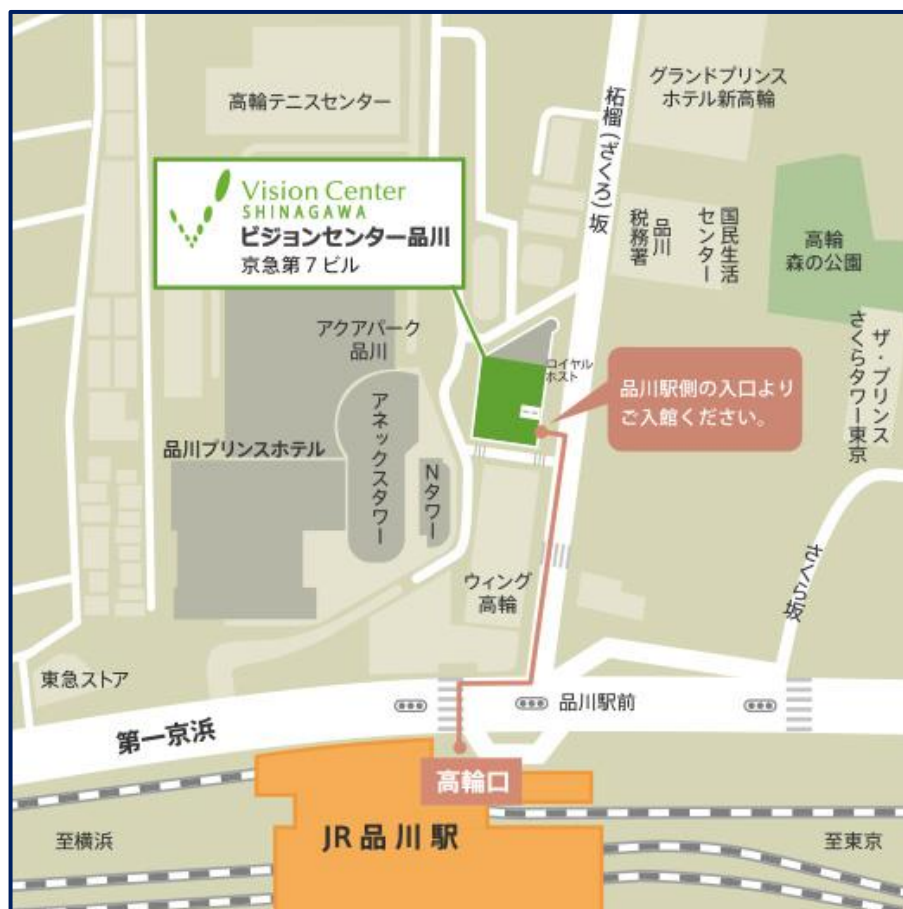 高輪テニスセンター
グランドプリンス
ホテル新高輪
柘榴(ざくろ)坂
Vision Center
SHINAGAWA
ビジョンセンター品川
京急第7ビル
品川
税務署
国民生活
センター
高輪
森の公園
アクアパーク
品川
ロイヤル
ホスト
ザ・プリンス
さくらタワー東京
品川駅側の入口より
ご入館ください。
品川プリンスホテル
アネックスタワー
Nタワー
ウィング
高輪
さくら坂
東急ストア
品川駅前
第一京浜
高輪口
JR品川駅
至横浜
至東京